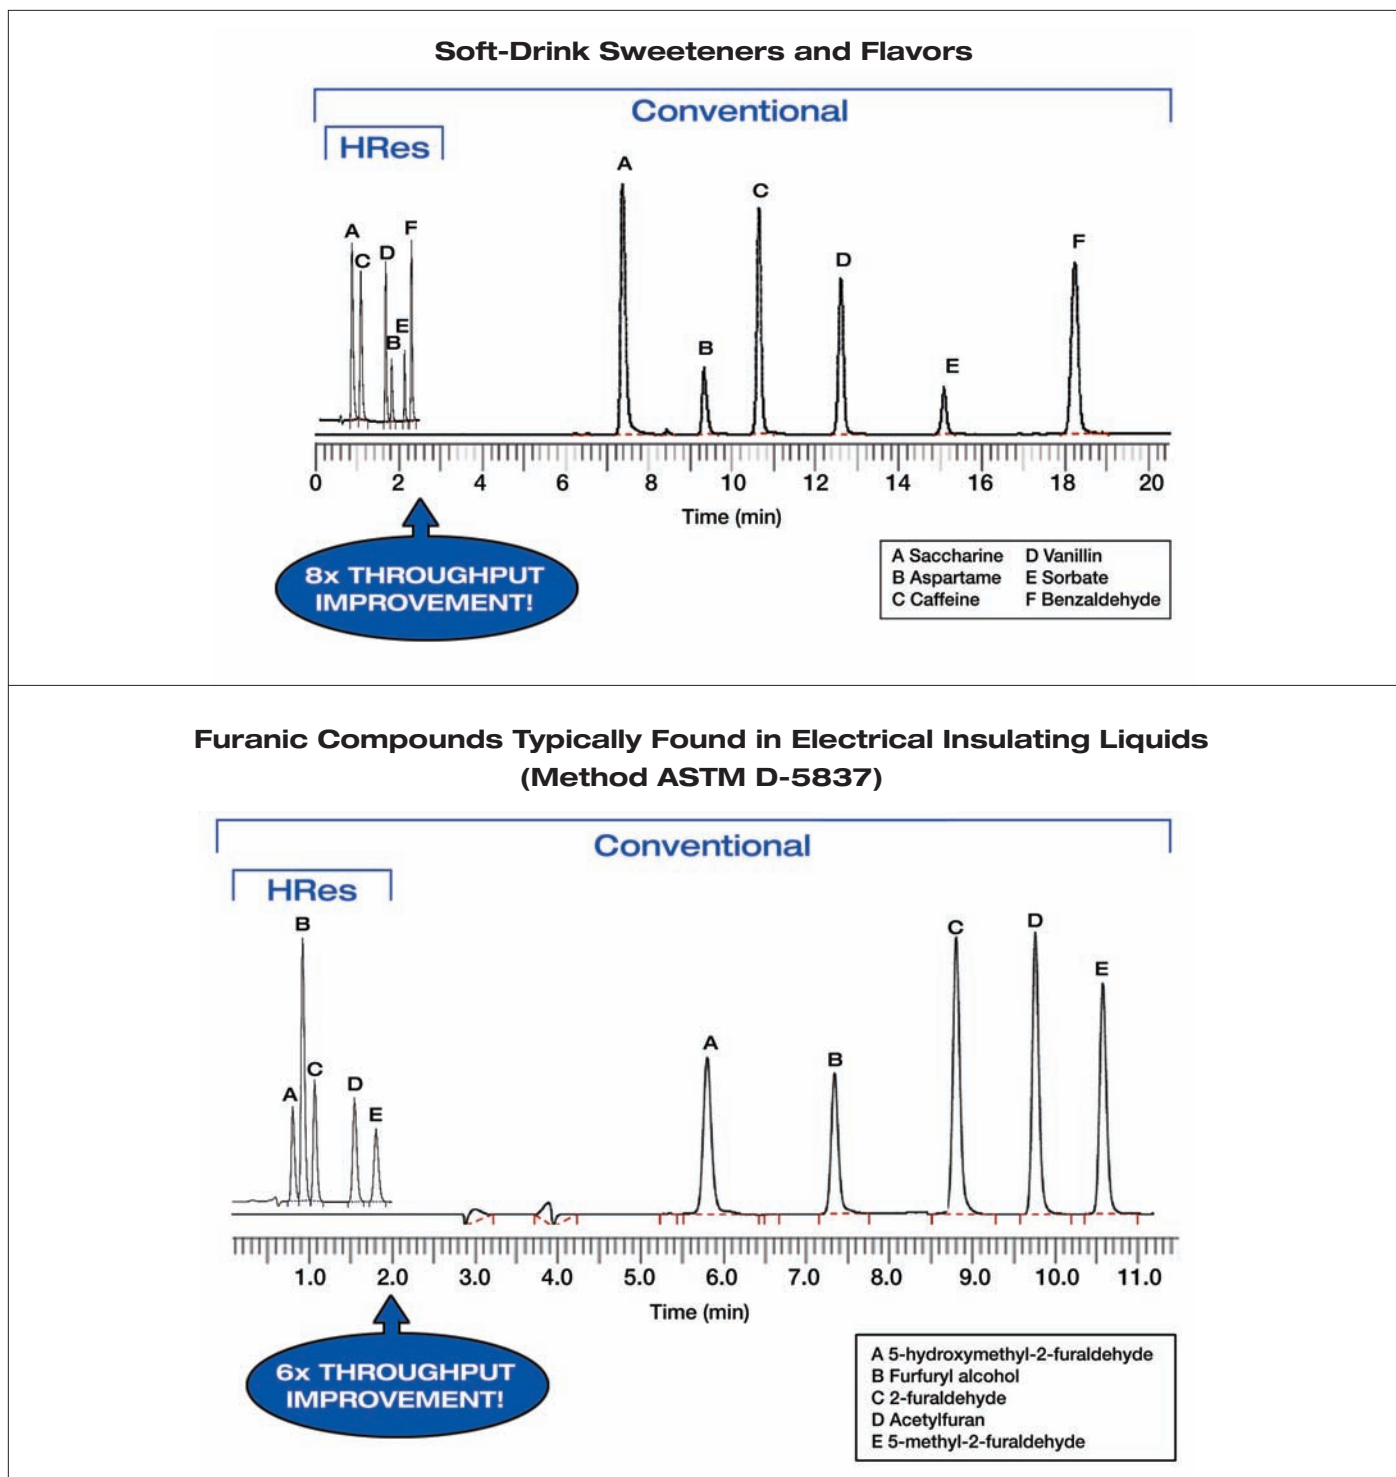 Soft-Drink Sweeteners and Flavors
Conventional
HRes
A
C
D
B
E
F
A
B
C
D
E
F
0 2 4 6 8 10 12 14 16 18 20
Time (min)
8x THROUGHPUT
IMPROVEMENT!
A Saccharine D Vanillin
B Aspartame E Sorbate
C Caffeine F Benzaldehyde
Furanic Compounds Typically Found in Electrical Insulating Liquids
(Method ASTM D-5837)
Conventional
HRes
A
B
C
D
E
A
B
C
D
E
1.0 2.0 3.0 4.0 5.0 6.0 7.0 8.0 9.0 10.0 11.0
Time (min)
6x THROUGHPUT
IMPROVEMENT!
A 5-hydroxymethyl-2-furaldehyde
B Furfuryl alcohol
C 2-furaldehyde
D Acetylfuran
E 5-methyl-2-furaldehyde